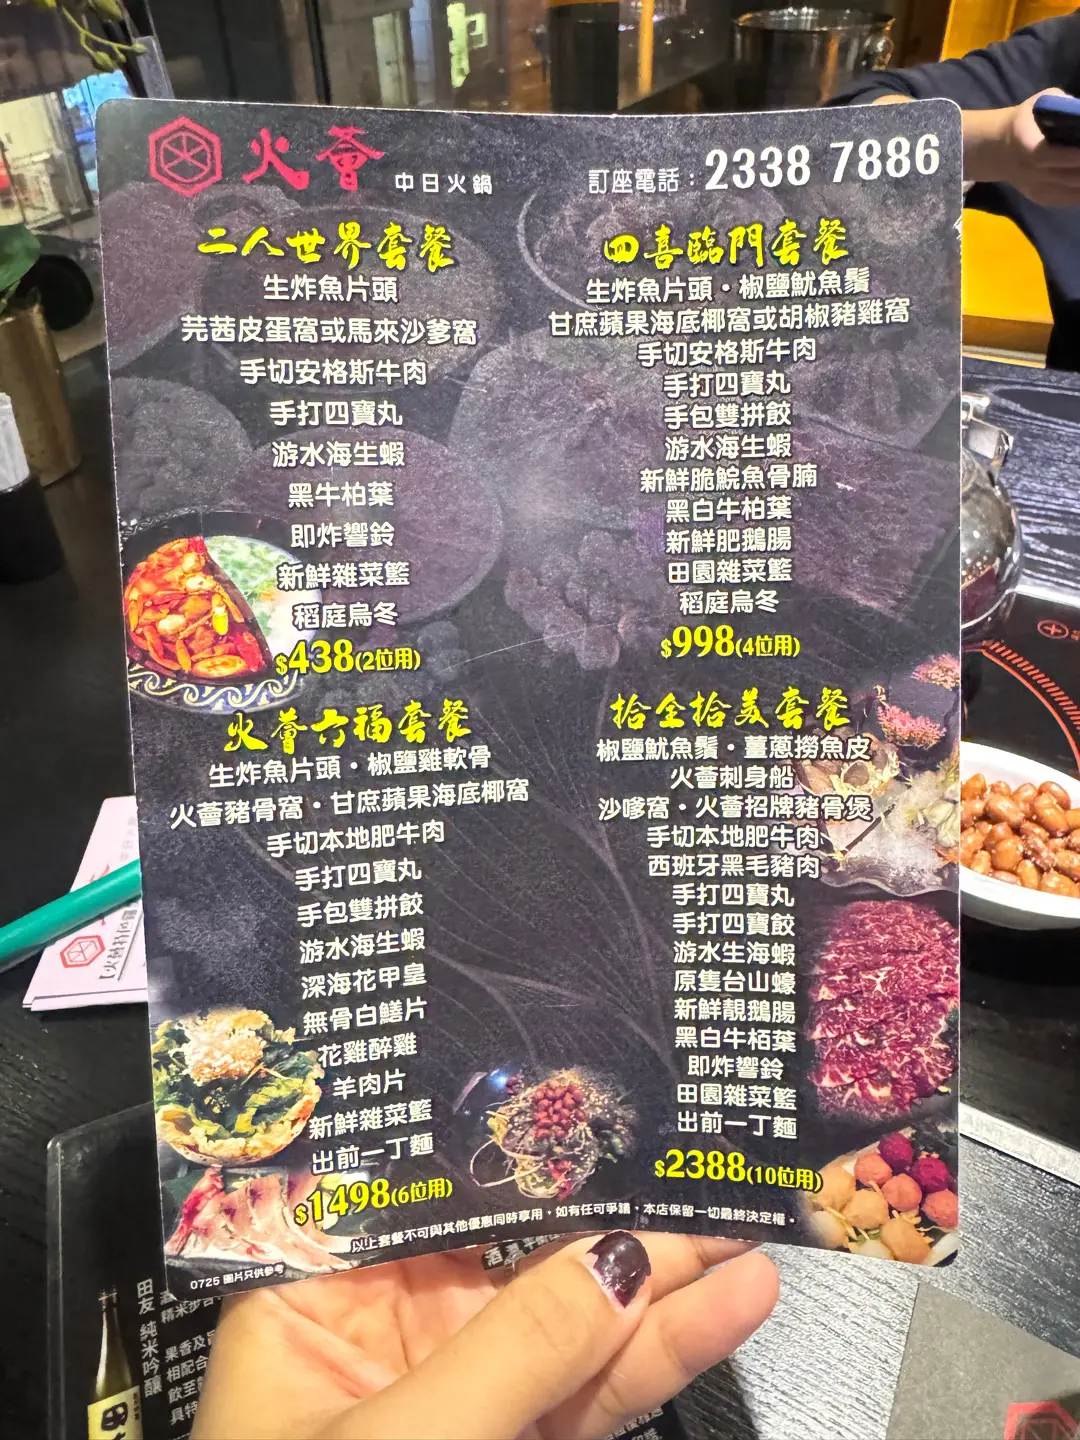 火薈 中日火鍋
訂座電話：2338 7886
二人世界套餐
生炸魚片頭
芫茜皮蛋窩或馬來沙爹窩
手切安格斯牛肉
手打四寶丸
游水海生蝦
黑牛柏葉
即炸響鈴
新鮮雜菜籃
稻庭烏冬
$438(2位用)
四喜臨門套餐
生炸魚片頭・椒鹽魷魚鬚
甘庶蘋果海底椰窩或胡椒豬雞窩
手切安格斯牛肉
手打四寶丸
手包雙拼餃
游水海生蝦
新鮮脆鯇魚骨腩
黑白牛柏葉
新鮮肥鵝腸
田園雜菜籃
稻庭烏冬
$998(4位用)
火薈六福套餐
生炸魚片頭・椒鹽雞軟骨
火薈豬骨窩・甘庶蘋果海底椰窩
手切本地肥牛肉
手打四寶丸
手包雙拼餃
游水海生蝦
深海花甲皇
無骨白鱔片
花雞醉雞
羊肉片
新鮮雜菜籃
出前一丁麵
$1498(6位用)
拾全拾美套餐
椒鹽魷魚鬚・薑蔥撈魚皮
火薈刺身船
沙嗲窩・火薈招牌豬骨煲
手切本地肥牛肉
西班牙黑毛豬肉
手打四寶丸
手打四寶餃
游水生海蝦
原隻台山蠔
新鮮靚鵝腸
黑白牛栢葉
即炸響鈴
田園雜菜籃
出前一丁麵
$2388(10位用)
以上套餐不可與其他優惠同時享用，如有任可爭議，本店保留一切最終決定權。
0725 圖片只供參考
田友 純米吟釀
果香及
相配合
飲至
具特